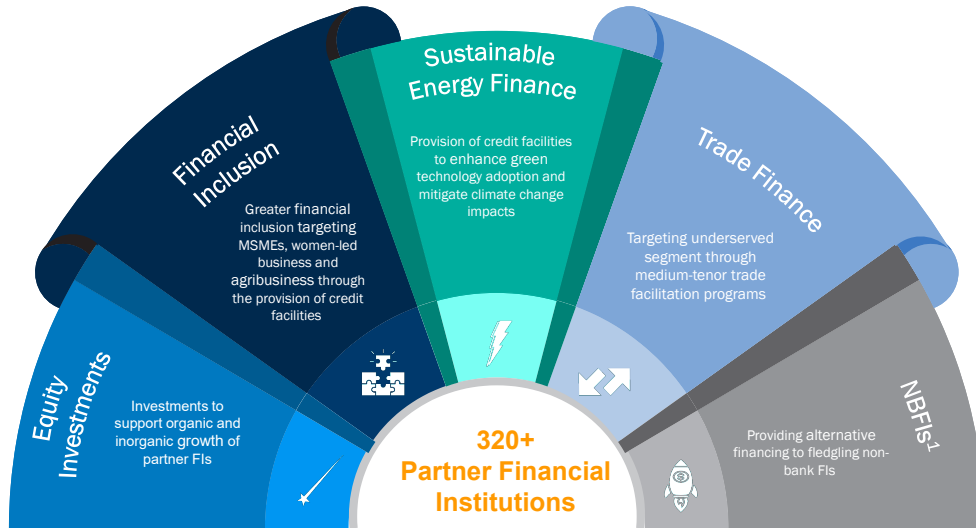 Equity
Investments
Investments to
support organic and
inorganic growth of
partner FIs
Financial
Inclusion
Greater financial
inclusion targeting
MSMEs, women-led
business and
agribusiness through
the provision of credit
facilities
Sustainable
Energy Finance
Provision of credit facilities
to enhance green
technology adoption and
mitigate climate change
impacts
Trade Finance
Targeting underserved
segment through
medium-tenor trade
facilitation programs
NBFIs¹
Providing alternative
financing to fledgling non-
bank FIs
320+
Partner Financial
Institutions
$